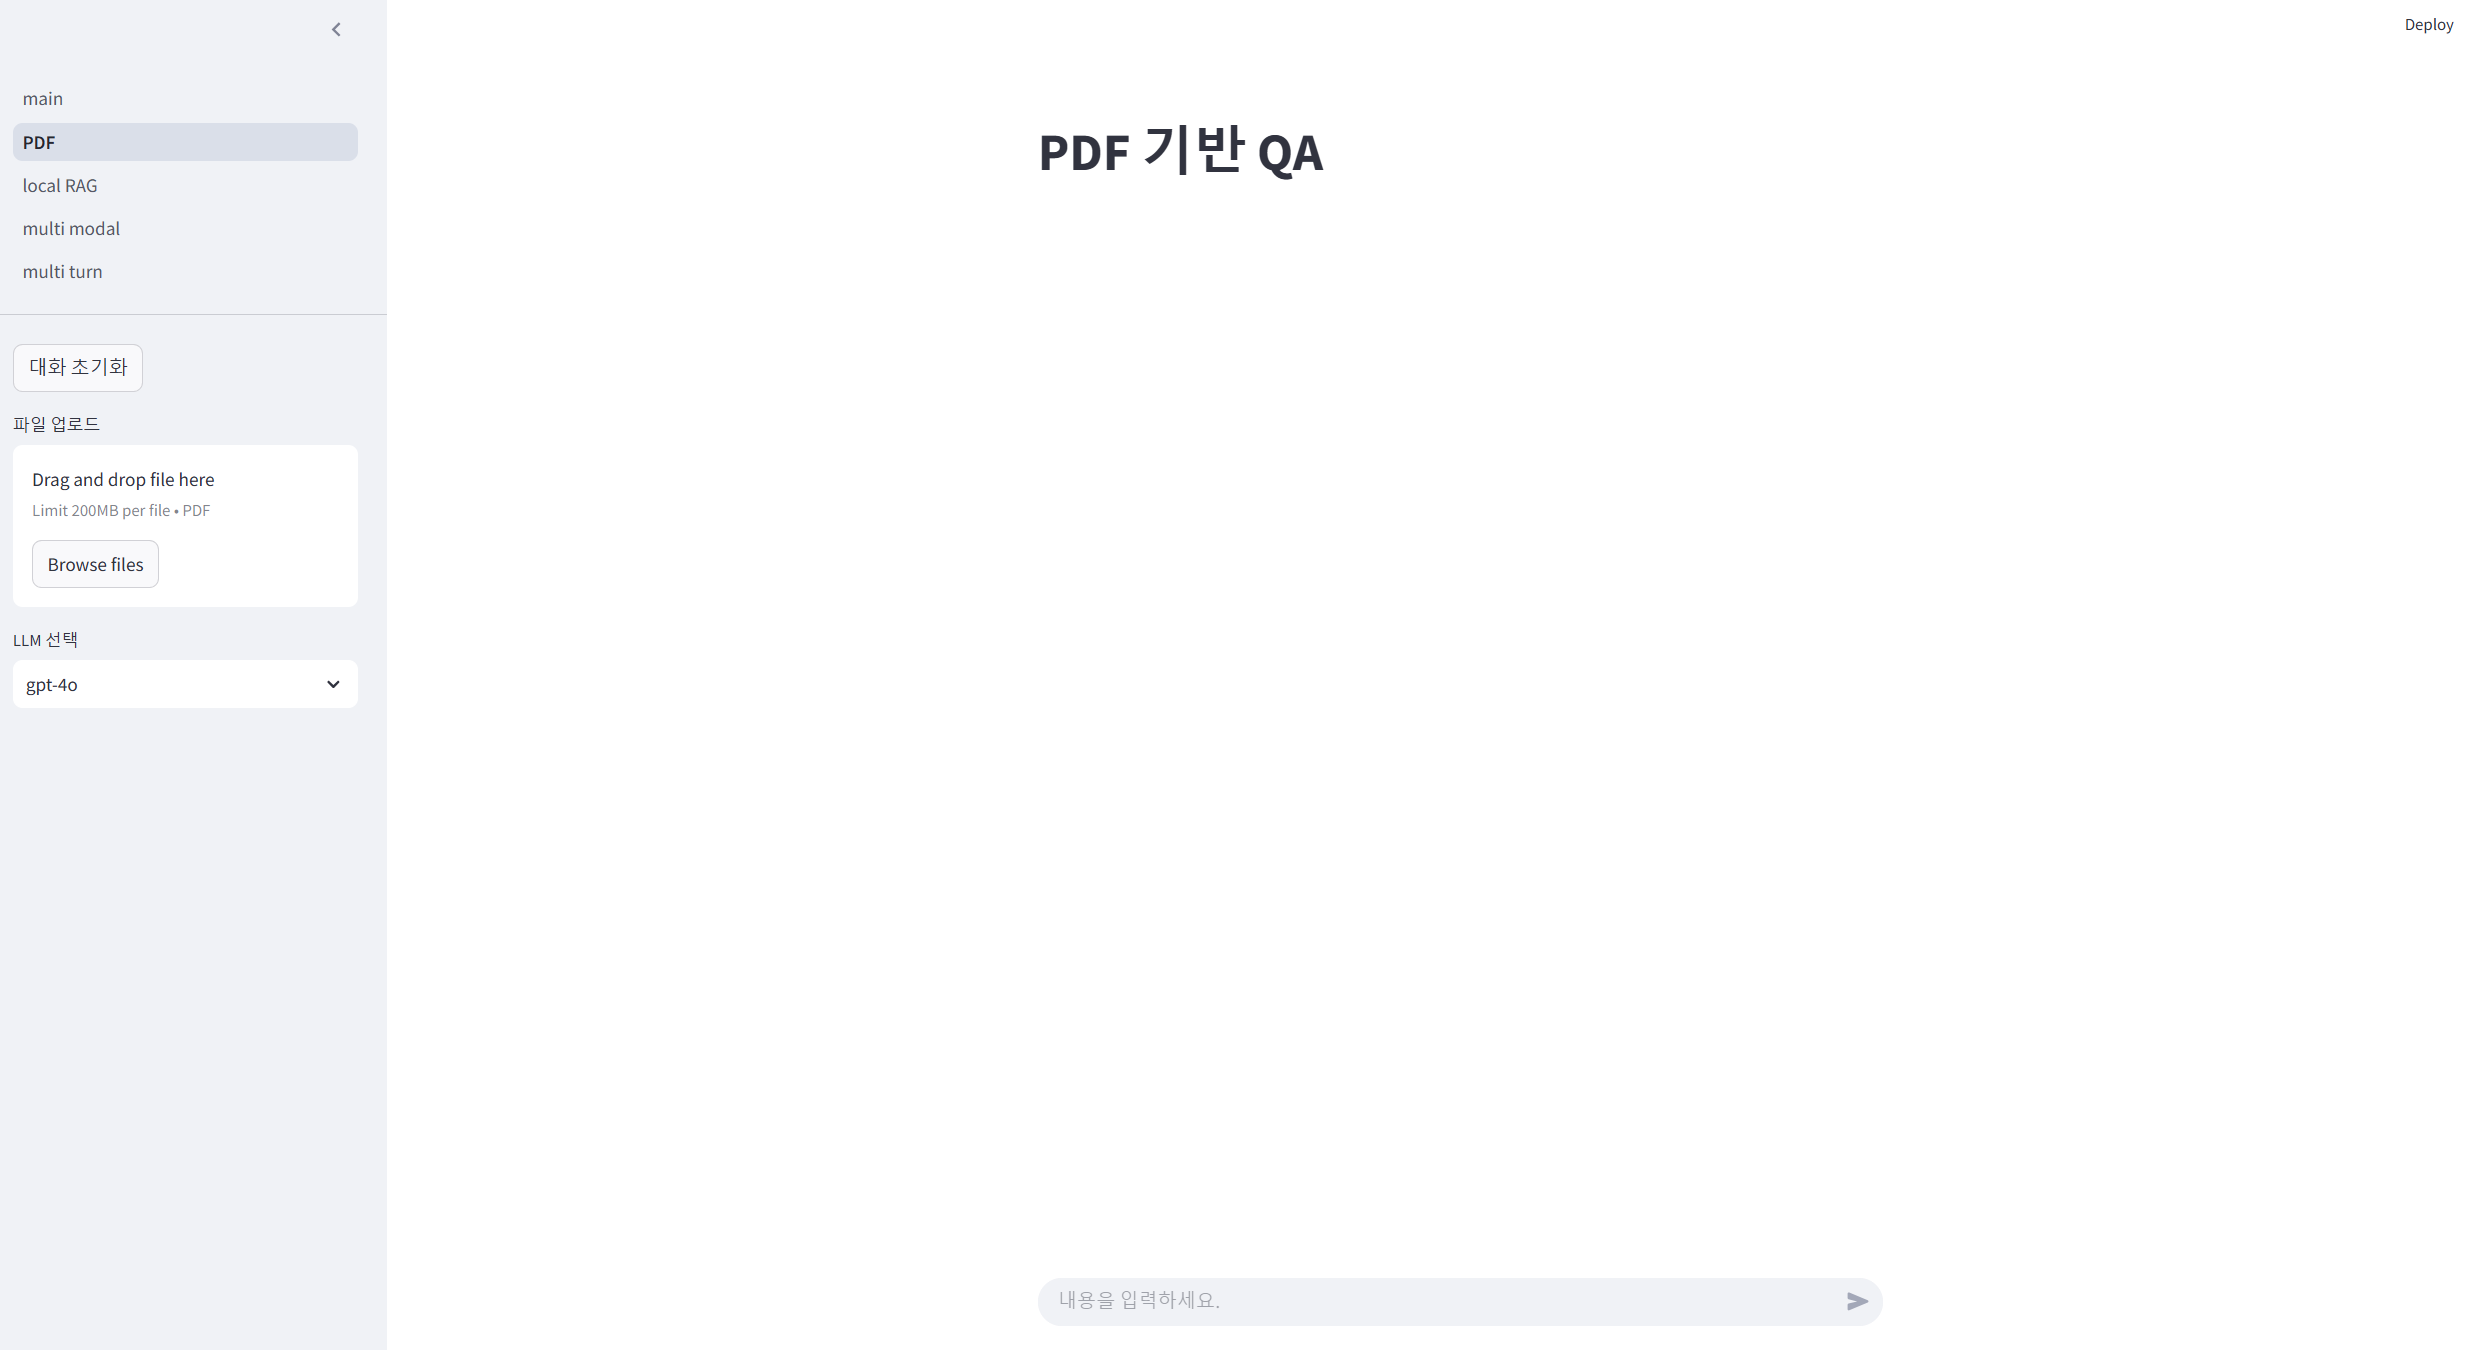 Deploy
main
PDF
local RAG
multi modal
multi turn
대화 초기화
파일 업로드
Drag and drop file here
Limit 200MB per file • PDF
Browse files
LLM 선택
gpt-4o
PDF 기반 QA
내용을 입력하세요.